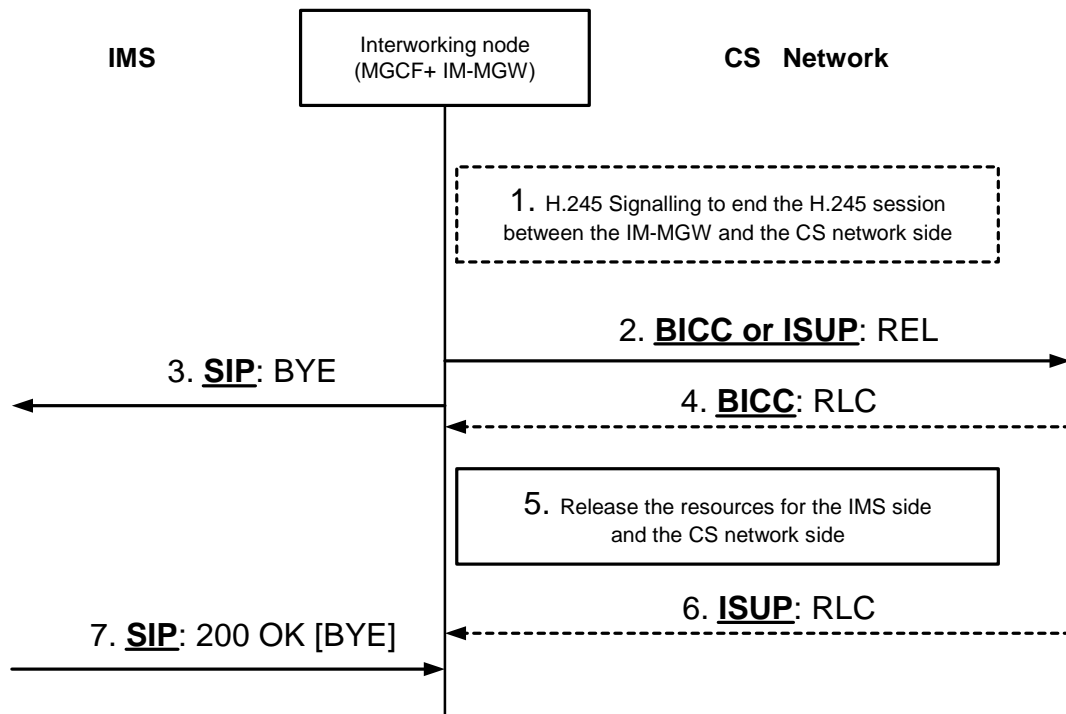 IMS
Interworking node
(MGCF+ IM-MGW)
CS Network
1. H.245 Signalling to end the H.245 session
between the IM-MGW and the CS network side
2. BICC or ISUP: REL
3. SIP: BYE
4. BICC: RLC
5. Release the resources for the IMS side
and the CS network side
6. ISUP: RLC
7. SIP: 200 OK [BYE]